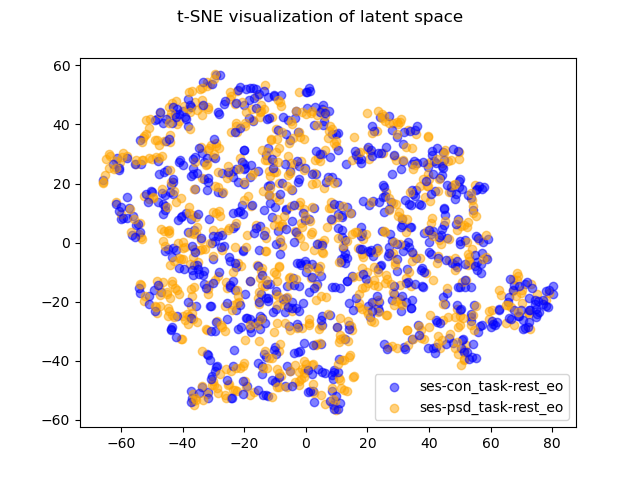 t-SNE visualization of latent space
60
40
20
0
−20
−40
−60
−60 −40 −20 0 20 40 60 80
ses-con_task-rest_eo
ses-psd_task-rest_eo